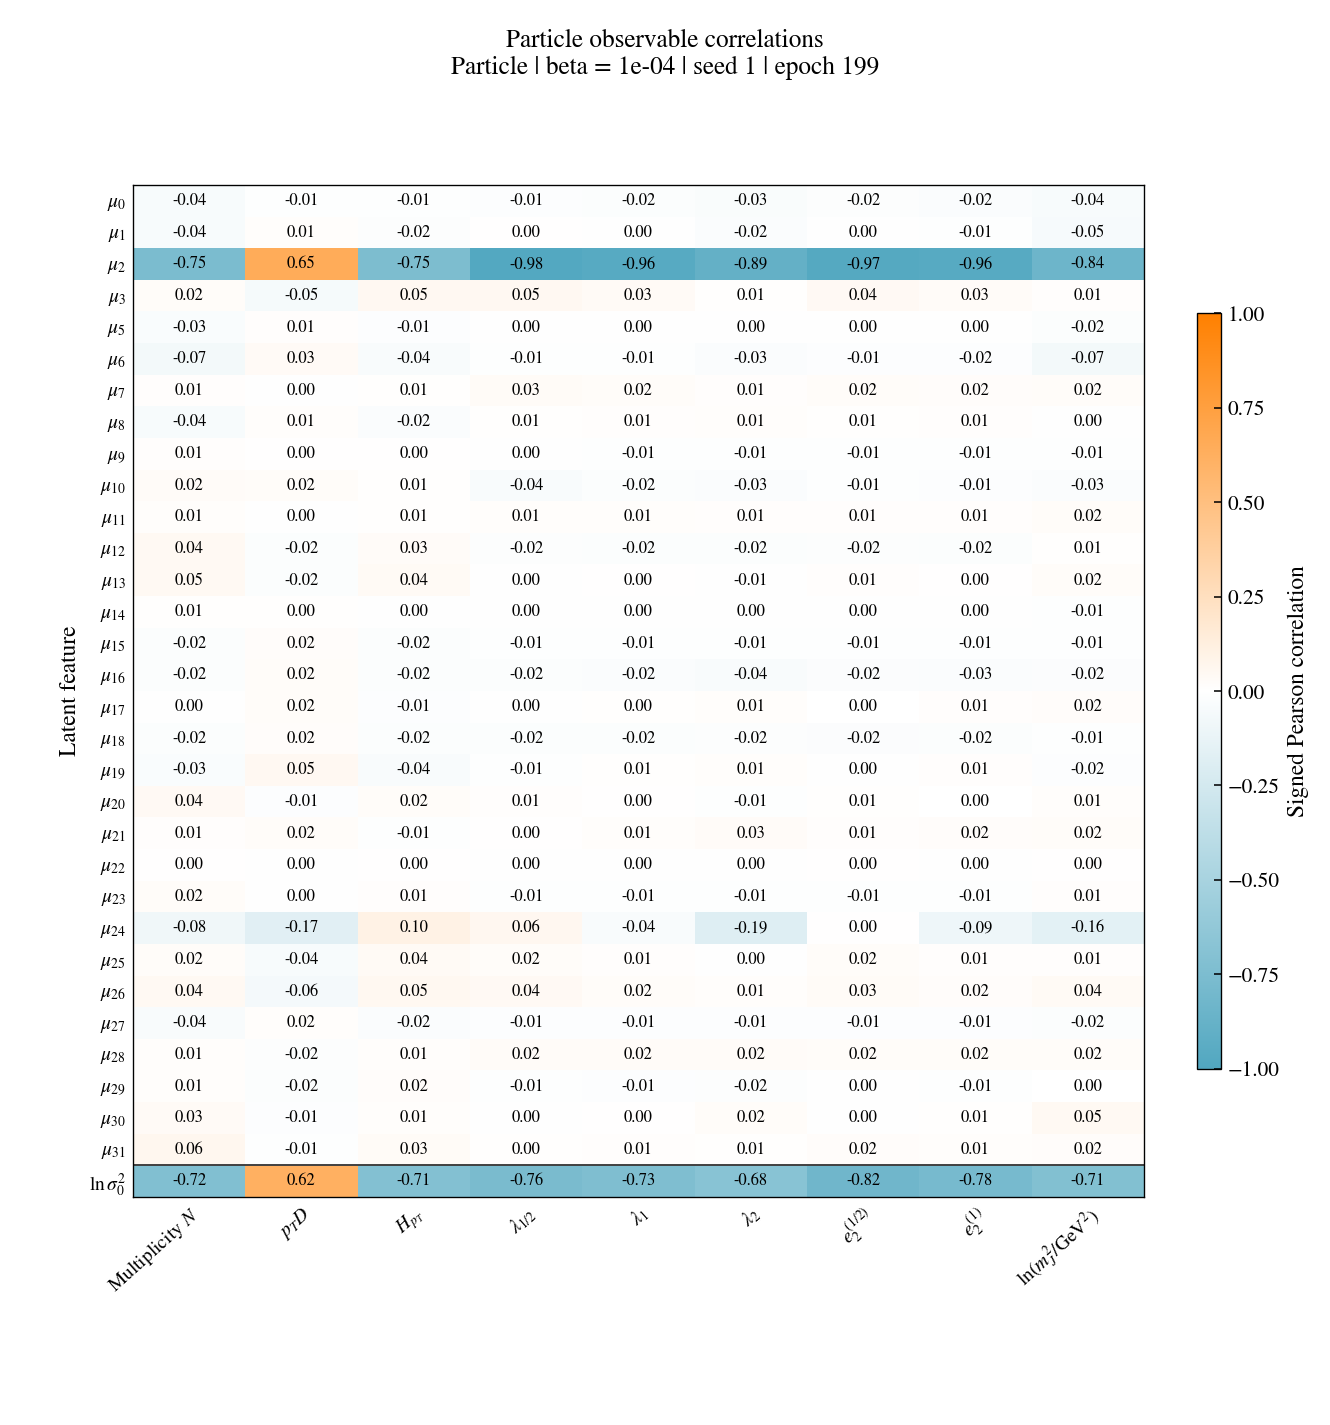 Particle observable correlations
Particle | beta = 1e-04 | seed 1 | epoch 199
μ0 -0.04 -0.01 -0.01 -0.01 -0.02 -0.03 -0.02 -0.02 -0.04
μ1 -0.04 0.01 -0.02 0.00 0.00 -0.02 0.00 -0.01 -0.05
μ2 -0.75 0.65 -0.75 -0.98 -0.96 -0.89 -0.97 -0.96 -0.84
μ3 0.02 -0.05 0.05 0.05 0.03 0.01 0.04 0.03 0.01
μ5 -0.03 0.01 -0.01 0.00 0.00 0.00 0.00 0.00 -0.02
μ6 -0.07 0.03 -0.04 -0.01 -0.01 -0.03 -0.01 -0.02 -0.07
μ7 0.01 0.00 0.01 0.03 0.02 0.01 0.02 0.02 0.02
μ8 -0.04 0.01 -0.02 0.01 0.01 0.01 0.01 0.01 0.00
μ9 0.01 0.00 0.00 0.00 -0.01 -0.01 -0.01 -0.01 -0.01
μ10 0.02 0.02 0.01 -0.04 -0.02 -0.03 -0.01 -0.01 -0.03
μ11 0.01 0.00 0.01 0.01 0.01 0.01 0.01 0.01 0.02
μ12 0.04 -0.02 0.03 -0.02 -0.02 -0.02 -0.02 -0.02 0.01
μ13 0.05 -0.02 0.04 0.00 0.00 -0.01 0.01 0.00 0.02
μ14 0.01 0.00 0.00 0.00 0.00 0.00 0.00 0.00 -0.01
μ15 -0.02 0.02 -0.02 -0.01 -0.01 -0.01 -0.01 -0.01 -0.01
μ16 -0.02 0.02 -0.02 -0.02 -0.02 -0.04 -0.02 -0.03 -0.02
μ17 0.00 0.02 -0.01 0.00 0.00 0.01 0.00 0.01 0.02
μ18 -0.02 0.02 -0.02 -0.02 -0.02 -0.02 -0.02 -0.02 -0.01
μ19 -0.03 0.05 -0.04 -0.01 0.01 0.01 0.00 0.01 -0.02
μ20 0.04 -0.01 0.02 0.01 0.00 -0.01 0.01 0.00 0.01
μ21 0.01 0.02 -0.01 0.00 0.01 0.03 0.01 0.02 0.02
μ22 0.00 0.00 0.00 0.00 0.00 0.00 0.00 0.00 0.00
μ23 0.02 0.00 0.01 -0.01 -0.01 -0.01 -0.01 -0.01 0.01
μ24 -0.08 -0.17 0.10 0.06 -0.04 -0.19 0.00 -0.09 -0.16
μ25 0.02 -0.04 0.04 0.02 0.01 0.00 0.02 0.01 0.01
μ26 0.04 -0.06 0.05 0.04 0.02 0.01 0.03 0.02 0.04
μ27 -0.04 0.02 -0.02 -0.01 -0.01 -0.01 -0.01 -0.01 -0.02
μ28 0.01 -0.02 0.01 0.02 0.02 0.02 0.02 0.02 0.02
μ29 0.01 -0.02 0.02 -0.01 -0.01 -0.02 0.00 -0.01 0.00
μ30 0.03 -0.01 0.01 0.00 0.00 0.02 0.00 0.01 0.05
μ31 0.06 -0.01 0.03 0.00 0.01 0.01 0.02 0.01 0.02
ln σ0^2 -0.72 0.62 -0.71 -0.76 -0.73 -0.68 -0.82 -0.78 -0.71
Multiplicity N pTD HpT λ1/2 λ1 λ2 e2^(1/2) e2^(1) ln(mJ^2/GeV^2)
Latent feature
1.00
0.75
0.50
0.25
0.00
−0.25
−0.50
−0.75
−1.00
Signed Pearson correlation